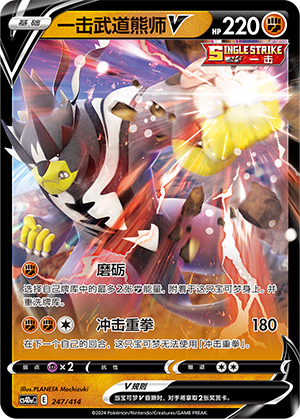 基础 一击武道熊师V HP 220
SINGLE STRIKE
一击
磨砺
选择自己牌库中的最多2张 能量，附着于这只宝可梦身上。并
重洗牌库。
冲击重拳 180
在下一个自己的回合，这只宝可梦无法使用「冲击重拳」。
弱点 ×2 抗性 撤退
Illus. PLANETA Mochizuki
V规则
当宝可梦V昏厥时，对手将拿取2张奖赏卡。
E 247/414
©2024 Pokémon/Nintendo/Creatures/GAME FREAK.